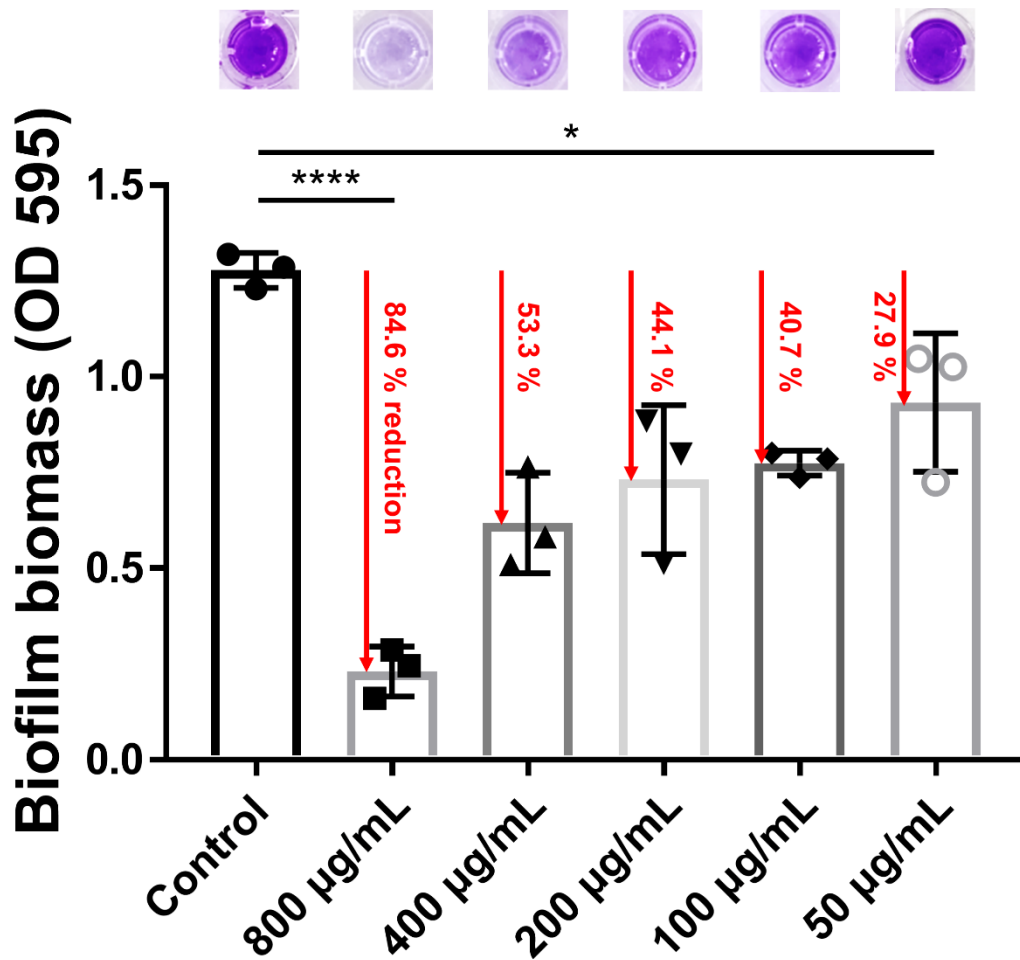 *
****
Biofilm biomass (OD 595)
1.5
1.0
0.5
0.0
84.6 % reduction
53.3 %
44.1 %
40.7 %
27.9 %
Control
800 µg/mL
400 µg/mL
200 µg/mL
100 µg/mL
50 µg/mL